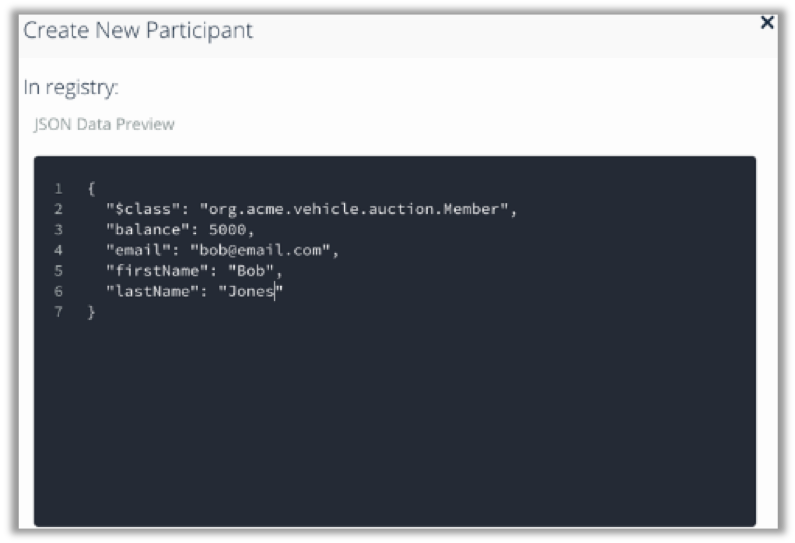 Create New Participant
×
In registry:
JSON Data Preview
1 {
2 "$class": "org.acme.vehicle.auction.Member",
3 "balance": 5000,
4 "email": "bob@email.com",
5 "firstName": "Bob",
6 "lastName": "Jones"
7 }